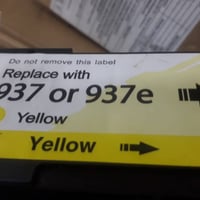 Do not remove this label
Replace with
937 or 937e
Yellow
Yellow